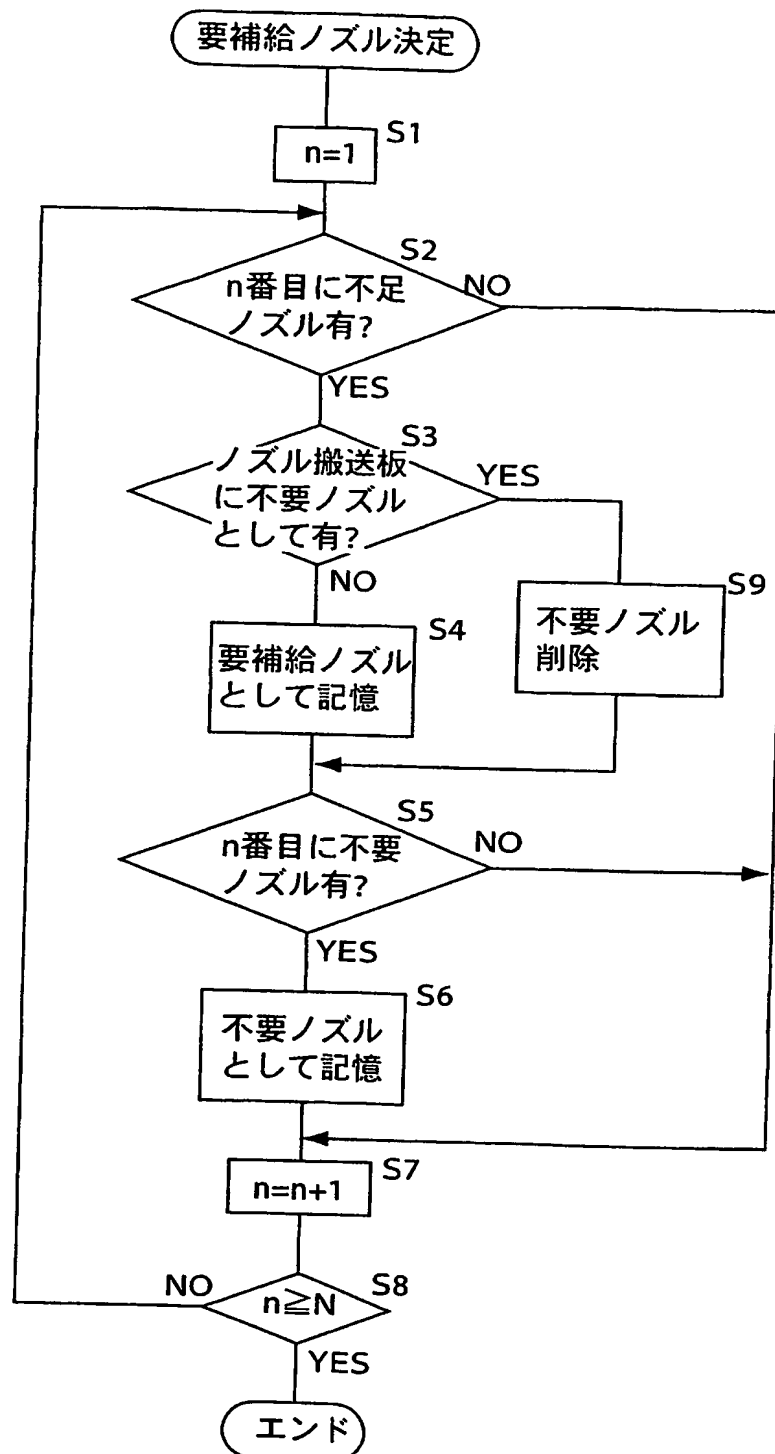 要補給ノズル決定
S1
n=1
S2
n番目に不足
ノズル有?
NO
YES
S3
ノズル搬送板
に不要ノズル
として有?
YES
NO
S9
不要ノズル
削除
S4
要補給ノズル
として記憶
S5
n番目に不要
ノズル有?
NO
YES
S6
不要ノズル
として記憶
S7
n=n+1
S8
n≧N
NO
YES
エンド